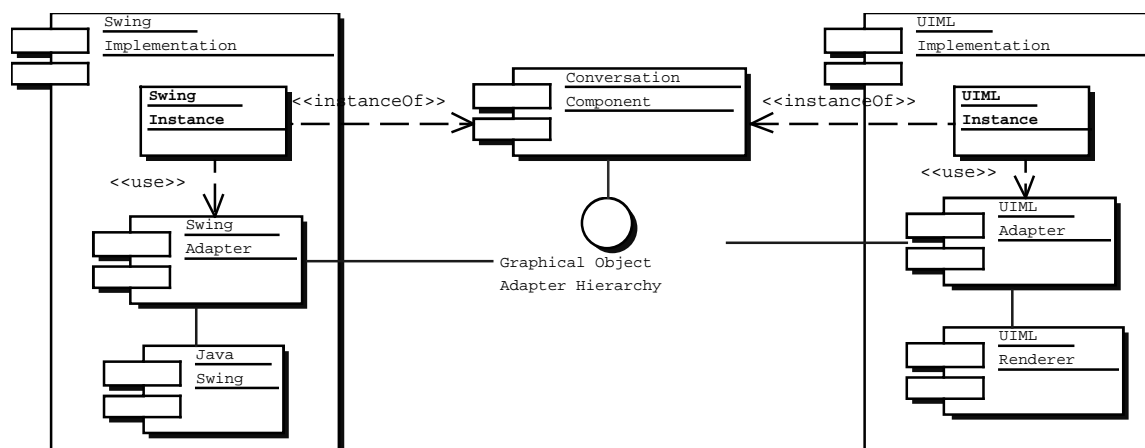 Swing
Implementation
UIML
Implementation
Conversation
Component
Swing
Instance
<<instanceOf>>
<<instanceOf>>
UIML
Instance
<<use>>
<<use>>
Swing
Adapter
UIML
Adapter
Graphical Object
Adapter Hierarchy
Java
Swing
UIML
Renderer